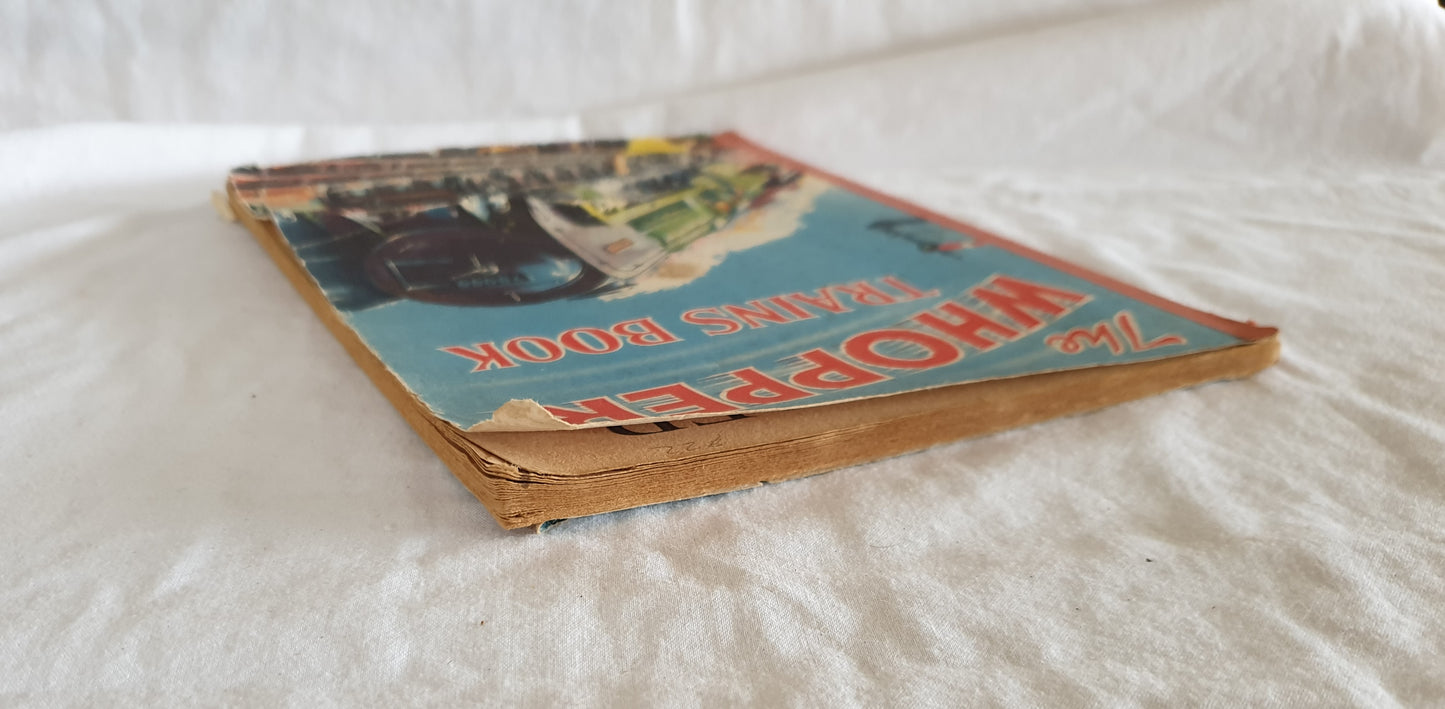 The
WHOPPER
TRAINS BOOK